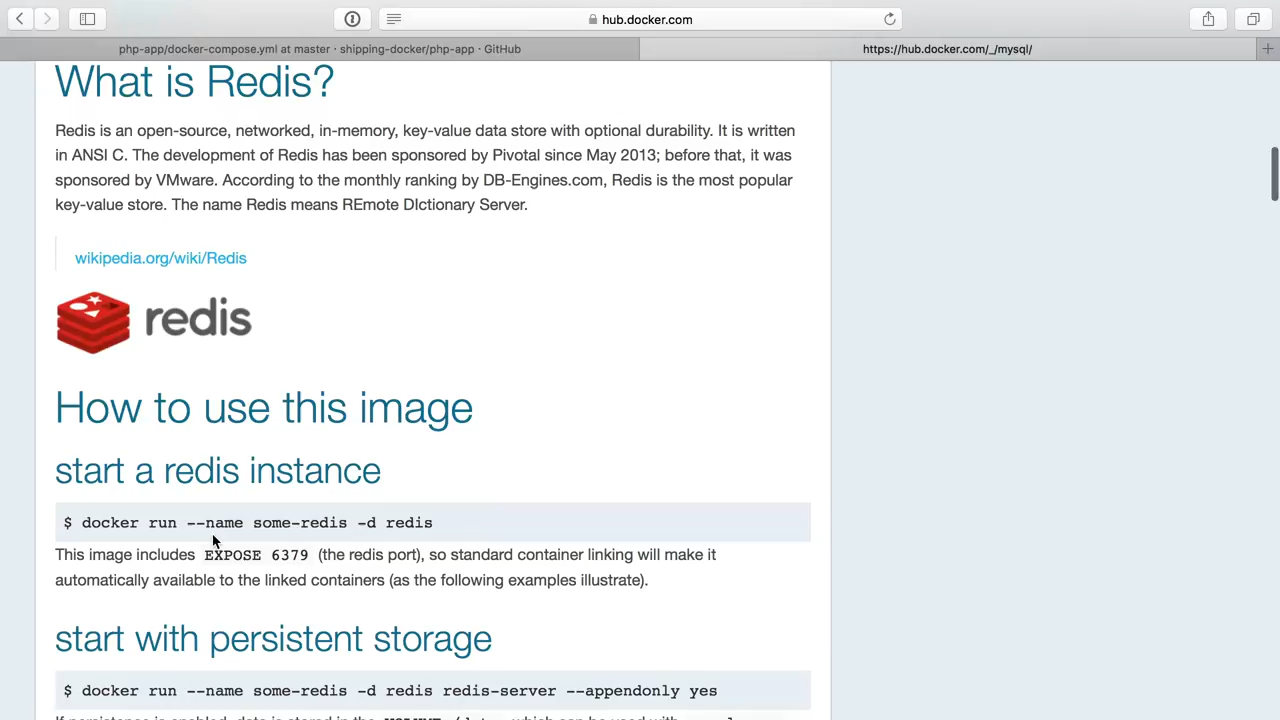 hub.docker.com
php-app/docker-compose.yml at master · shipping-docker/php-app · GitHub
https://hub.docker.com/_/mysql/
What is Redis?
Redis is an open-source, networked, in-memory, key-value data store with optional durability. It is written
in ANSI C. The development of Redis has been sponsored by Pivotal since May 2013; before that, it was
sponsored by VMware. According to the monthly ranking by DB-Engines.com, Redis is the most popular
key-value store. The name Redis means REmote DIctionary Server.
wikipedia.org/wiki/Redis
redis
How to use this image
start a redis instance
$ docker run --name some-redis -d redis
This image includes EXPOSE 6379 (the redis port), so standard container linking will make it
automatically available to the linked containers (as the following examples illustrate).
start with persistent storage
$ docker run --name some-redis -d redis redis-server --appendonly yes